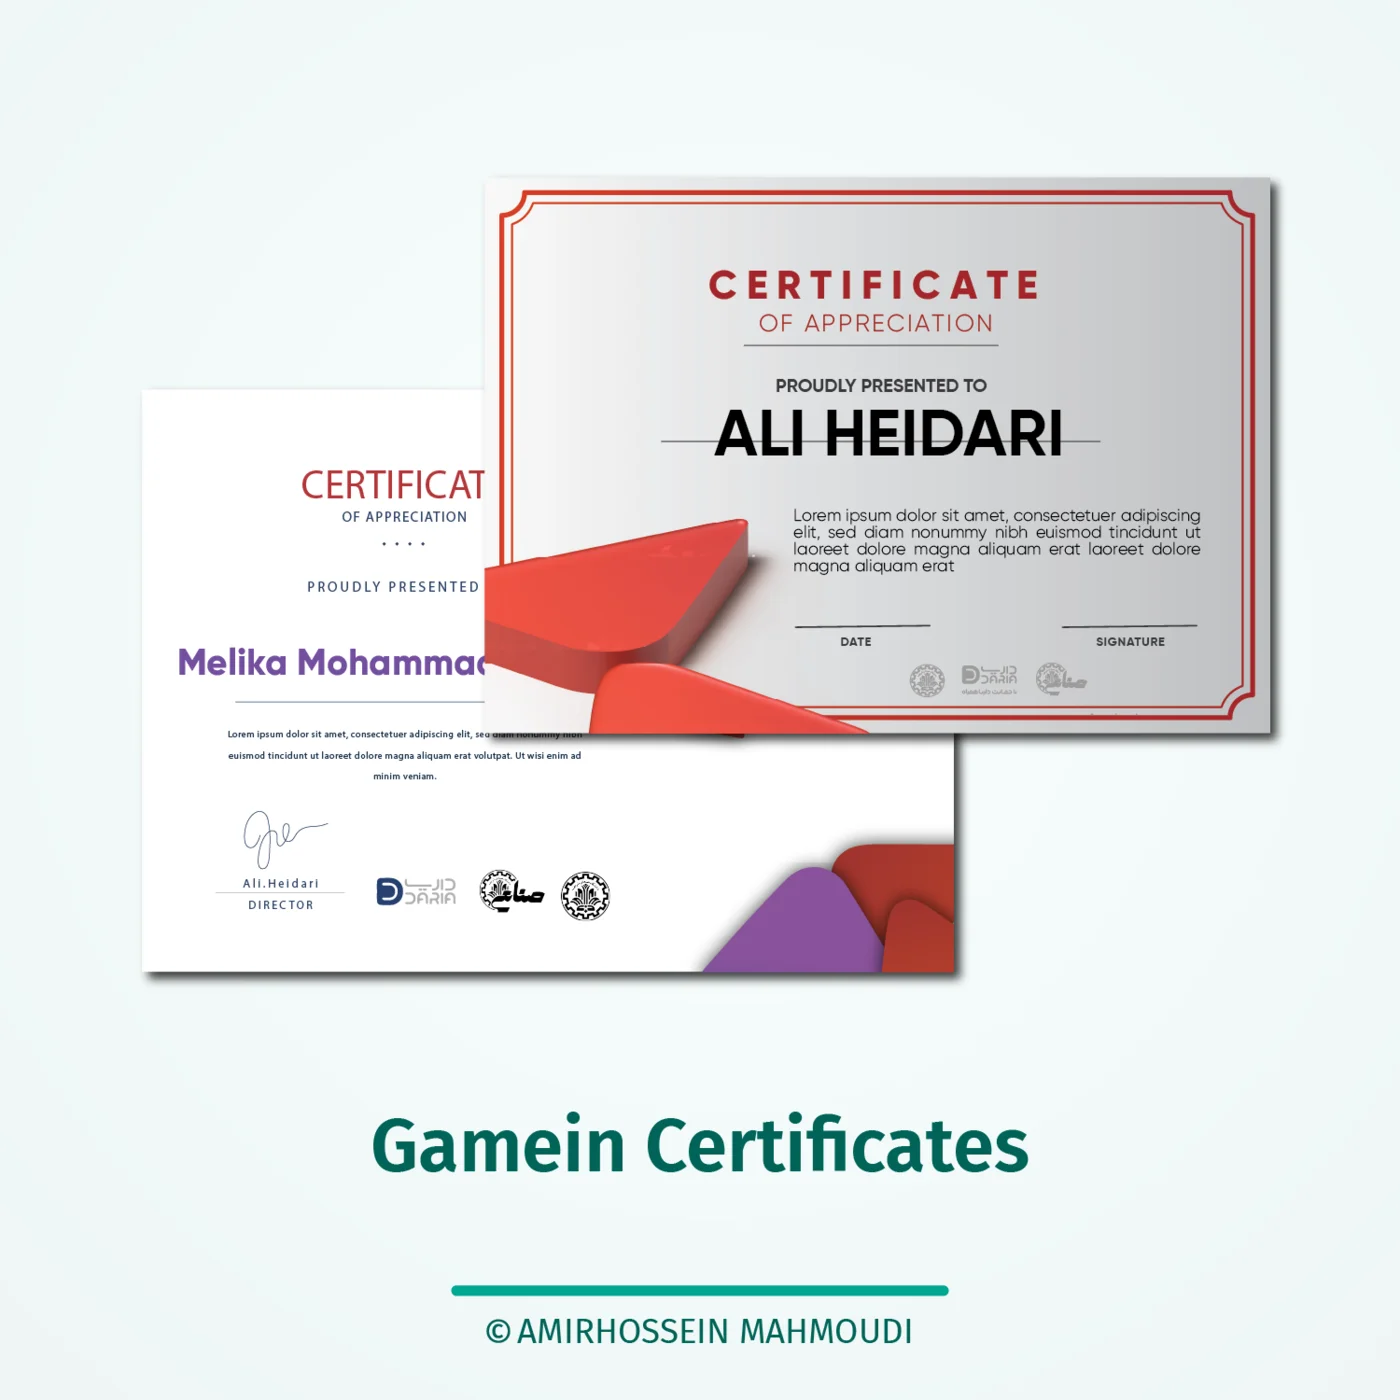 CERTIFICATE
OF APPRECIATION
PROUDLY PRESENTED TO
ALI HEIDARI
Lorem ipsum dolor sit amet, consectetuer adipiscing
elit, sed diam nonummy nibh euismod tincidunt ut
laoreet dolore magna aliquam erat laoreet dolore
magna aliquam erat
DATE
SIGNATURE
داریا
DARIA
صنایع
CERTIFICAT
OF APPRECIATION
PROUDLY PRESENTED
Melika Mohammad
Lorem ipsum dolor sit amet, consectetuer adipiscing elit, sed diam nonummy nibh
euismod tincidunt ut laoreet dolore magna aliquam erat volutpat. Ut wisi enim ad
minim veniam.
Ali.Heidari
DIRECTOR
داریا
DARIA
صنایع
Gamein Certificates
© AMIRHOSSEIN MAHMOUDI